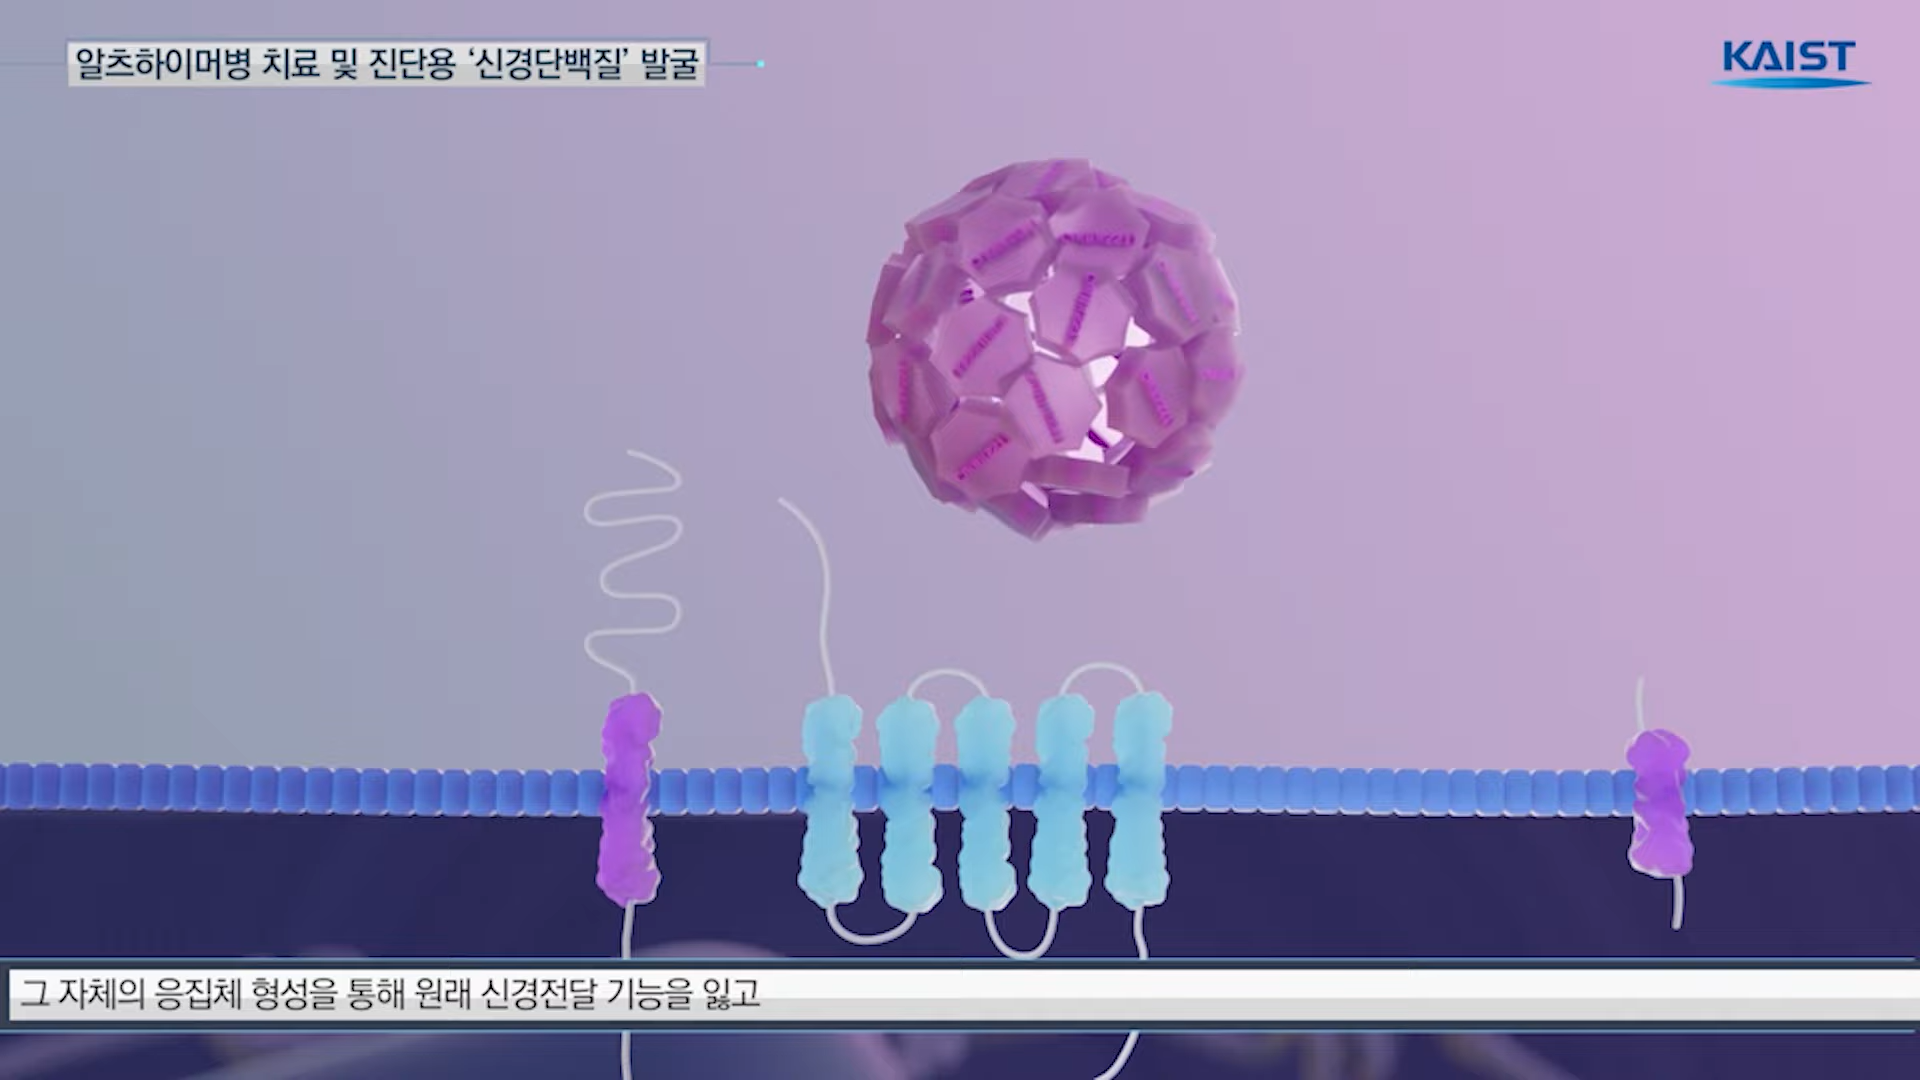 알츠하이머병 치료 및 진단용 ‘신경단백질’ 발굴
KAIST
그 자체의 응집체 형성을 통해 원래 신경전달 기능을 잃고